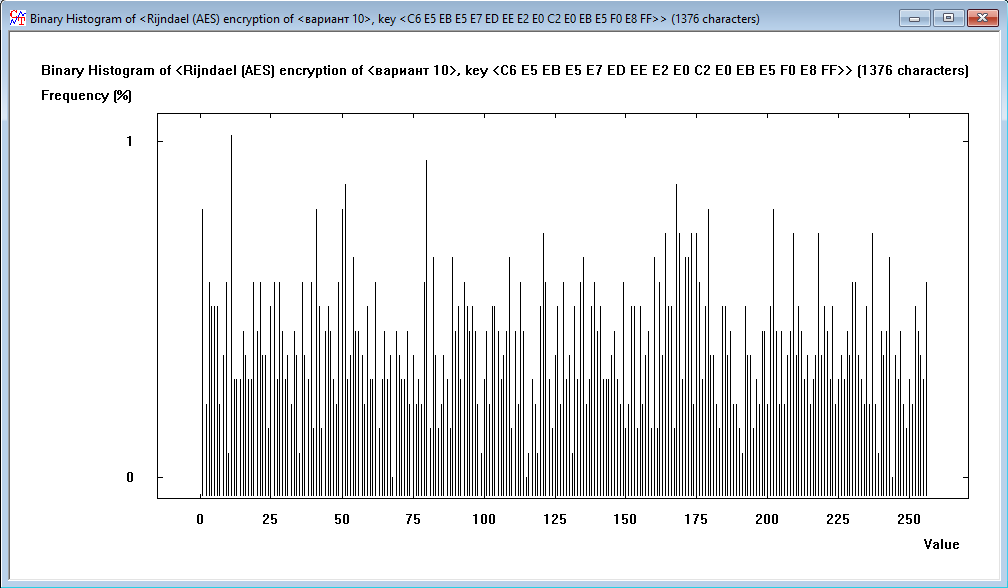 Binary Histogram of <Rijndael (AES) encryption of <вариант 10>, key <C6 E5 EB E5 E7 ED EE E2 E0 C2 E0 EB E5 F0 E8 FF>> (1376 characters)
Binary Histogram of <Rijndael (AES) encryption of <вариант 10>, key <C6 E5 EB E5 E7 ED EE E2 E0 C2 E0 EB E5 F0 E8 FF>> (1376 characters)
Frequency (%)
1
0
0 25 50 75 100 125 150 175 200 225 250
Value